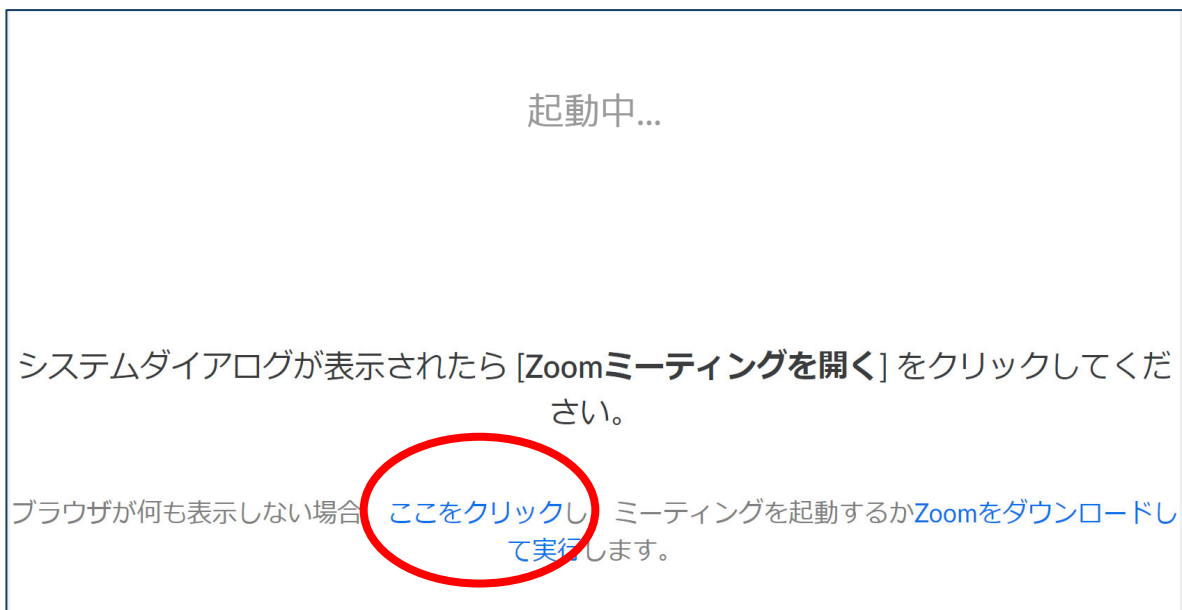 起動中...
システムダイアログが表示されたら [Zoomミーティングを開く] をクリックしてくだ
さい。
ブラウザが何も表示しない場合 ここをクリックし ミーティングを起動するかZoomをダウンロードし
て実行します。